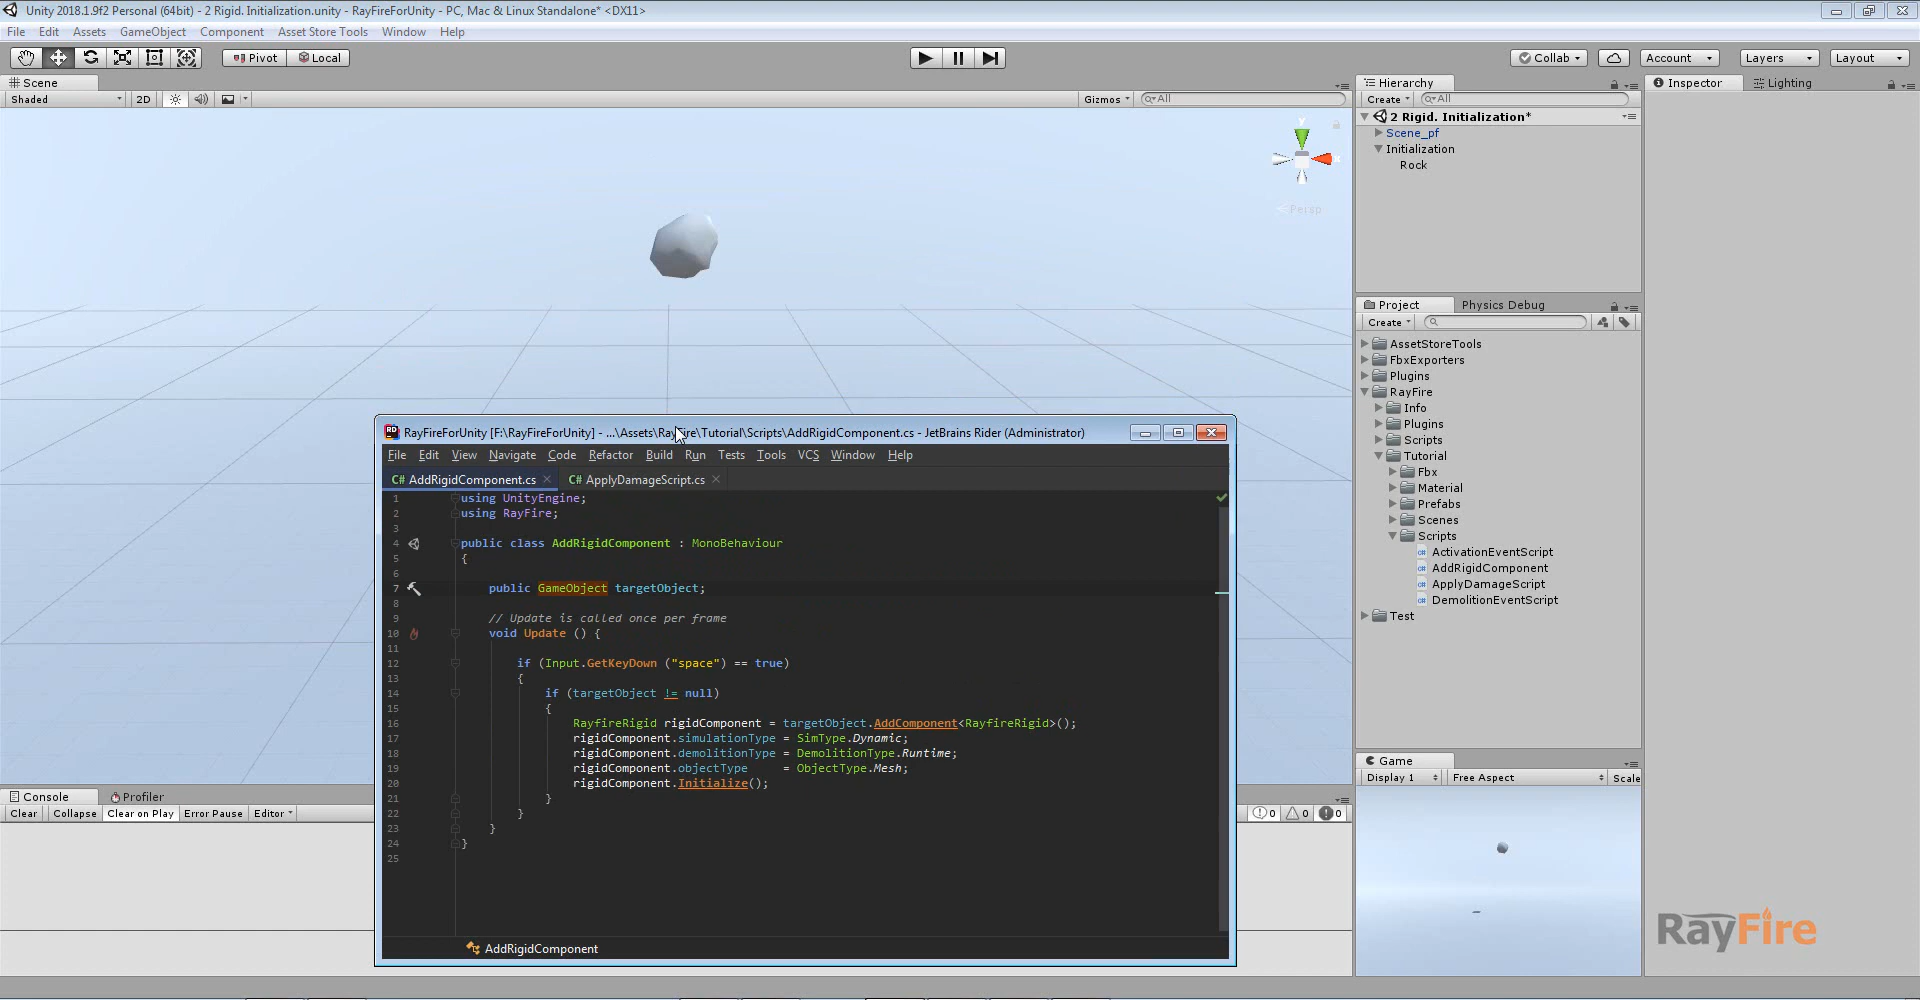 Unity 2018.1.9f2 Personal (64bit) - 2 Rigid. Initialization.unity - RayFireForUnity - PC, Mac & Linux Standalone* <DX11>
File Edit Assets GameObject Component Asset Store Tools Window Help
Pivot Local Collab Account Layers Layout
Scene
Shaded 2D Gizmos All
y
x
Persp
Hierarchy
Create All
2 Rigid. Initialization*
Scene_pf
Initialization
Rock
Inspector Lighting
Project Physics Debug
Create
AssetStoreTools
FbxExporters
Plugins
RayFire
Info
Plugins
Scripts
Tutorial
Fbx
Material
Prefabs
Scenes
Scripts
ActivationEventScript
AddRigidComponent
ApplyDamageScript
DemolitionEventScript
Test
Game
Display 1 Free Aspect Scale
RayFire
Console Profiler
Clear Collapse Clear on Play Error Pause Editor 0 0 0
RD RayFireForUnity [F:\RayFireForUnity] - ...\Assets\RayFire\Tutorial\Scripts\AddRigidComponent.cs - JetBrains Rider (Administrator)
File Edit View Navigate Code Refactor Build Run Tests Tools VCS Window Help
C# AddRigidComponent.cs C# ApplyDamageScript.cs
1 using UnityEngine;
2 using RayFire;
3
4 public class AddRigidComponent : MonoBehaviour
5 {
6
7 public GameObject targetObject;
8
9 // Update is called once per frame
10 void Update () {
11
12 if (Input.GetKeyDown ("space") == true)
13 {
14 if (targetObject != null)
15 {
16 RayfireRigid rigidComponent = targetObject.AddComponent<RayfireRigid>();
17 rigidComponent.simulationType = SimType.Dynamic;
18 rigidComponent.demolitionType = DemolitionType.Runtime;
19 rigidComponent.objectType = ObjectType.Mesh;
20 rigidComponent.Initialize();
21 }
22 }
23 }
24 }
25
AddRigidComponent